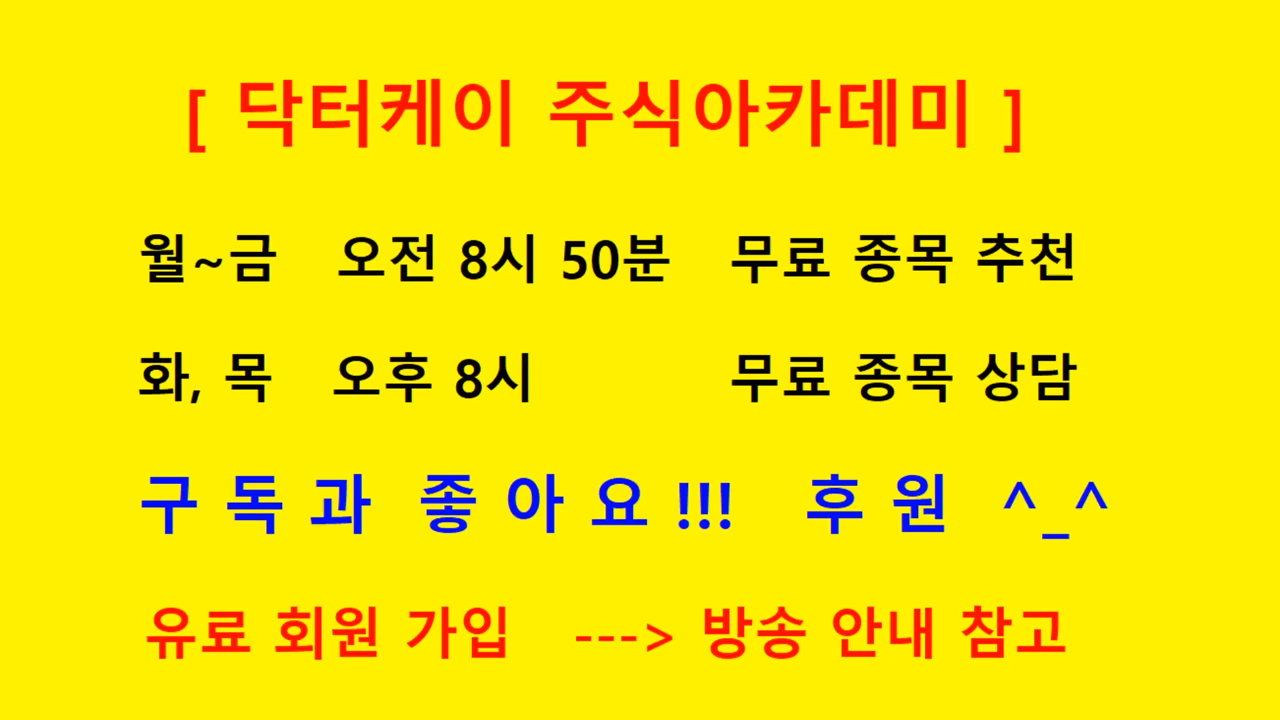 [ 닥터케이 주식아카데미 ]
월~금 오전 8시 50분 무료 종목 추천
화, 목 오후 8시 무료 종목 상담
구 독 과 좋 아 요 !!! 후 원 ^_^
유료 회원 가입 ---> 방송 안내 참고